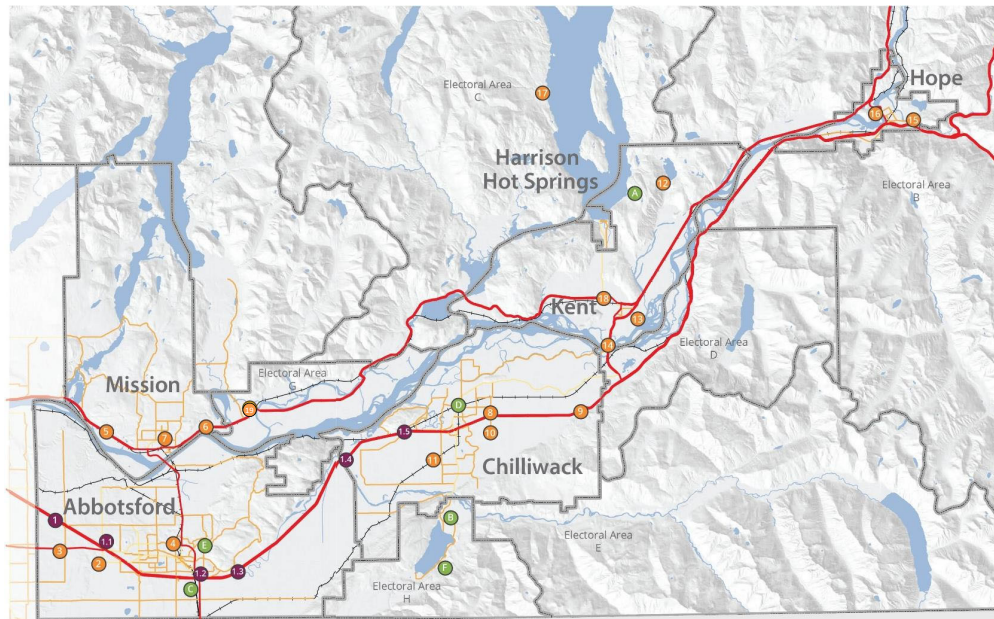 Hope
Electoral Area
C
17
16
15
Harrison
Hot Springs
12
A
Electoral Area
B
Kent
13
14
Electoral Area
D
Mission
Electoral Area
G
5
7
6
D
8
9
10
1.5
1.4
11
Chilliwack
Abbotsford
1
1.1
3
2
4
E
1.2
1.3
C
B
F
Electoral Area
E
Electoral Area
H